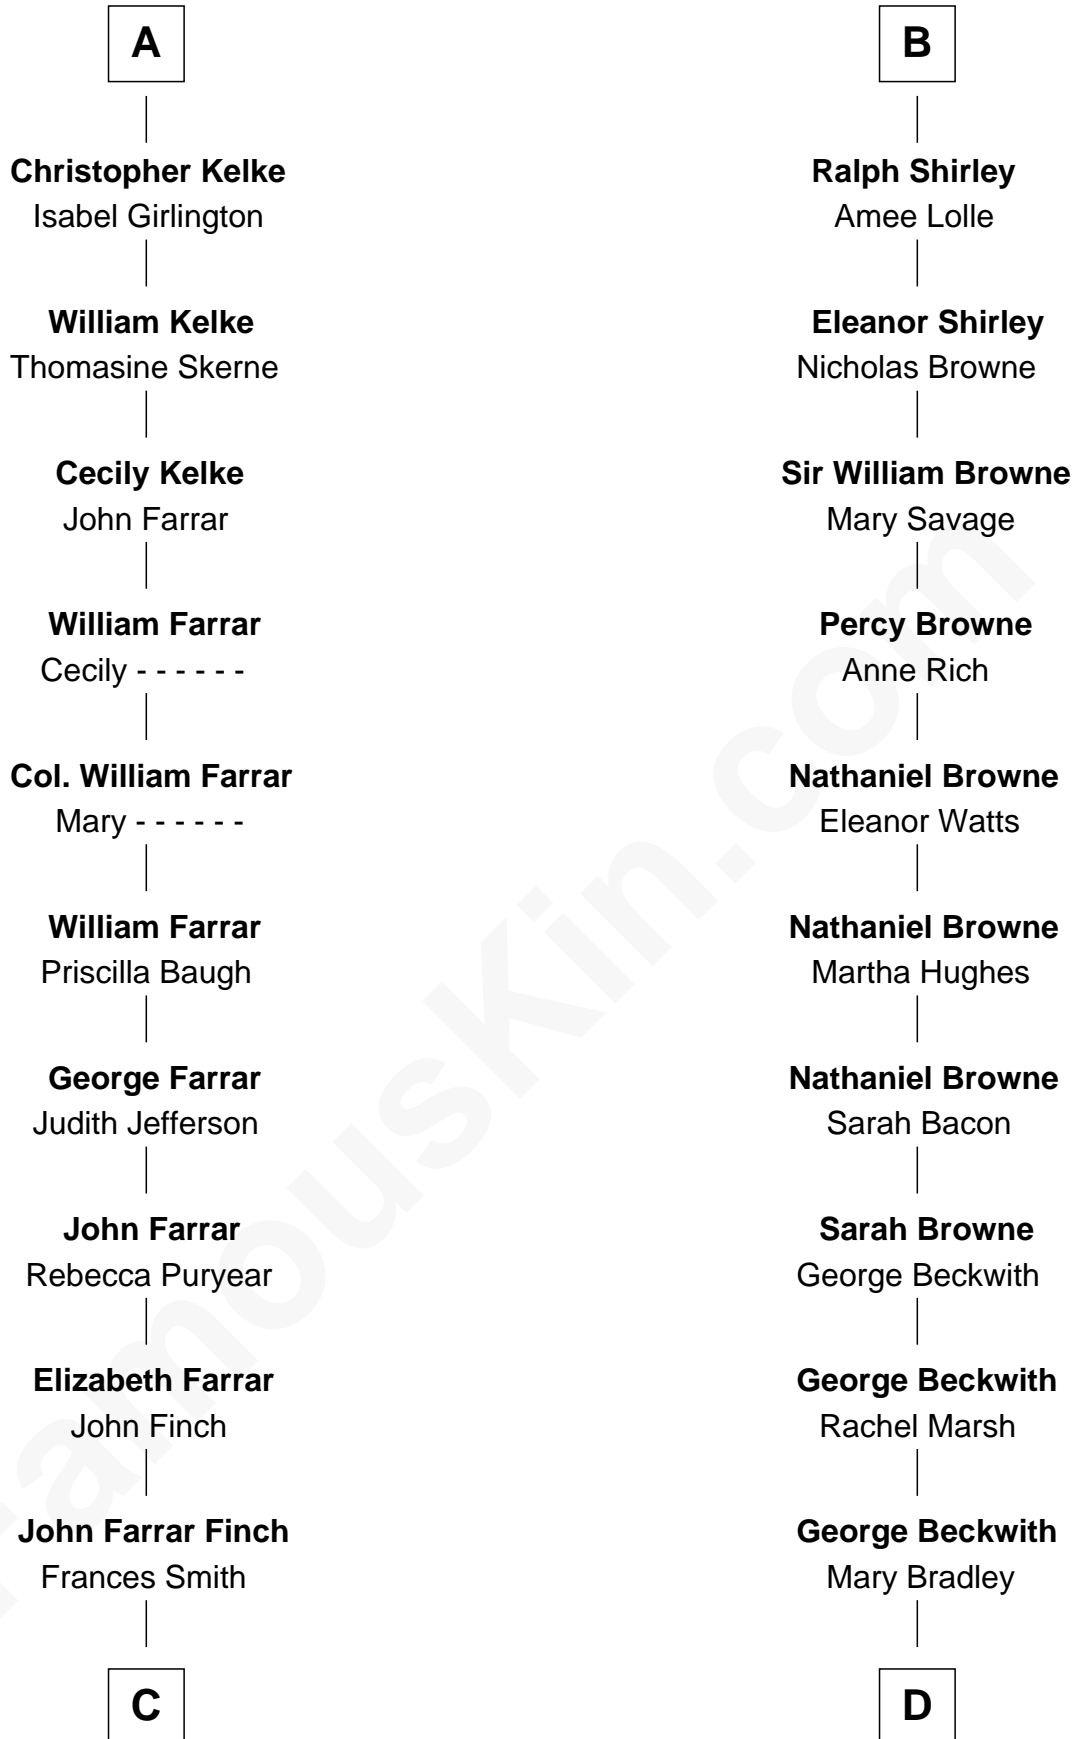 A
B
Christopher Kelke
Isabel Girlington
William Kelke
Thomasine Skerne
Cecily Kelke
John Farrar
William Farrar
Cecily - - - - - -
Col. William Farrar
Mary - - - - - -
William Farrar
Priscilla Baugh
George Farrar
Judith Jefferson
John Farrar
Rebecca Puryear
Elizabeth Farrar
John Finch
John Farrar Finch
Frances Smith
C
Ralph Shirley
Amee Lolle
Eleanor Shirley
Nicholas Browne
Sir William Browne
Mary Savage
Percy Browne
Anne Rich
Nathaniel Browne
Eleanor Watts
Nathaniel Browne
Martha Hughes
Nathaniel Browne
Sarah Bacon
Sarah Browne
George Beckwith
George Beckwith
Rachel Marsh
George Beckwith
Mary Bradley
D
FamousKin.com